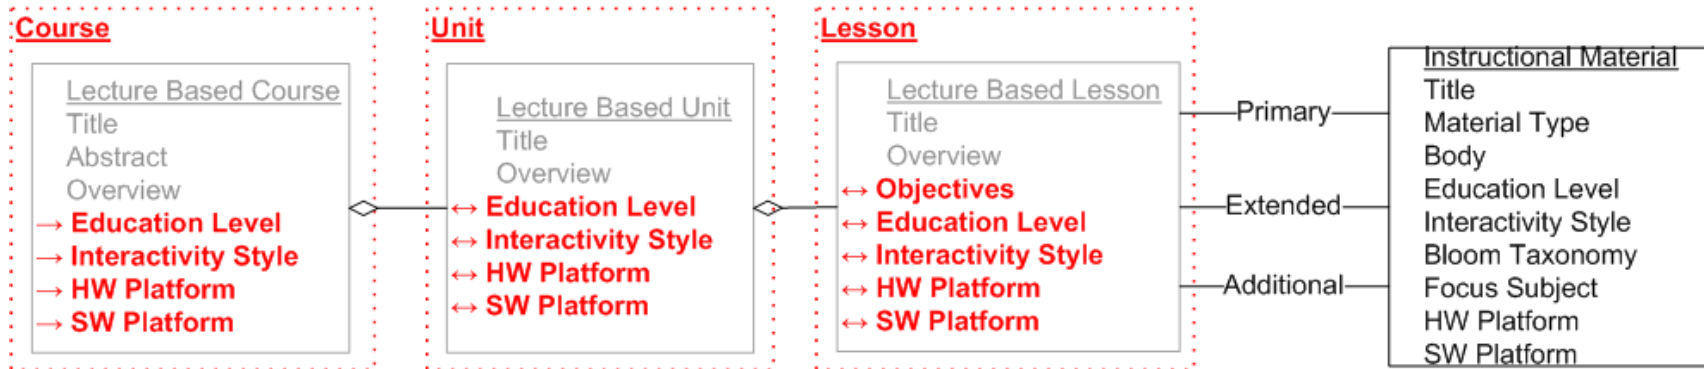 Course
Lecture Based Course
Title
Abstract
Overview
→ Education Level
→ Interactivity Style
→ HW Platform
→ SW Platform
Unit
Lecture Based Unit
Title
Overview
↔ Education Level
↔ Interactivity Style
↔ HW Platform
↔ SW Platform
Lesson
Lecture Based Lesson
Title
Overview
↔ Objectives
↔ Education Level
↔ Interactivity Style
↔ HW Platform
↔ SW Platform
Primary
Extended
Additional
Instructional Material
Title
Material Type
Body
Education Level
Interactivity Style
Bloom Taxonomy
Focus Subject
HW Platform
SW Platform